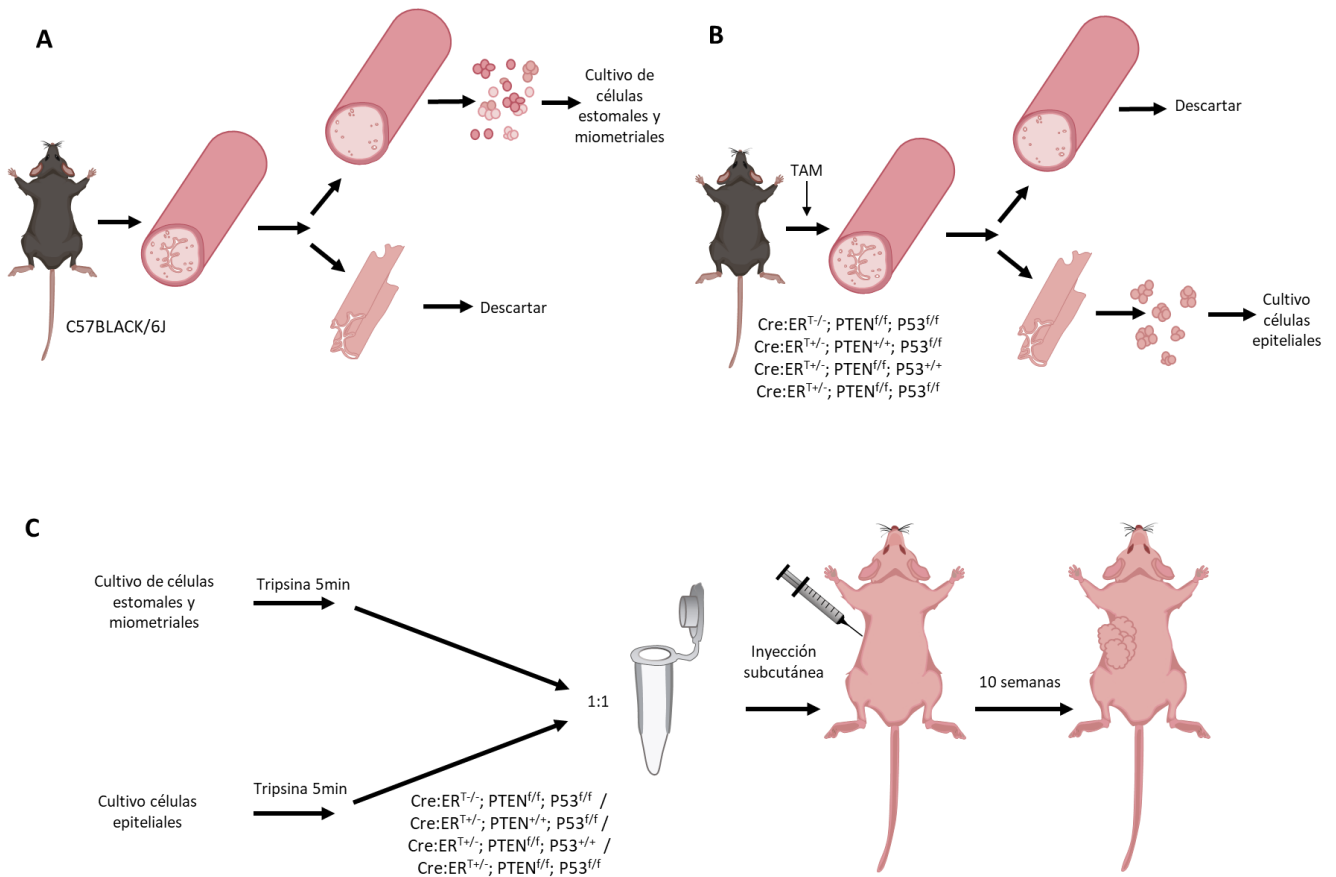 A
Cultivo de
células
estomales y
miometriales
C57BLACK/6J
Descartar
B
TAM
Descartar
Cre:ER^T-/-; PTEN^f/f; P53^f/f
Cre:ER^T+/-; PTEN^+/+; P53^f/f
Cre:ER^T+/-; PTEN^f/f; P53^+/+
Cre:ER^T+/-; PTEN^f/f; P53^f/f
Cultivo
células
epiteliales
C
Cultivo de células
estomales y
miometriales
Tripsina 5min
Cultivo células
epiteliales
Tripsina 5min
Cre:ER^T-/-; PTEN^f/f; P53^f/f /
Cre:ER^T+/-; PTEN^+/+; P53^f/f /
Cre:ER^T+/-; PTEN^f/f; P53^+/+ /
Cre:ER^T+/-; PTEN^f/f; P53^f/f
1:1
Inyección
subcutánea
10 semanas